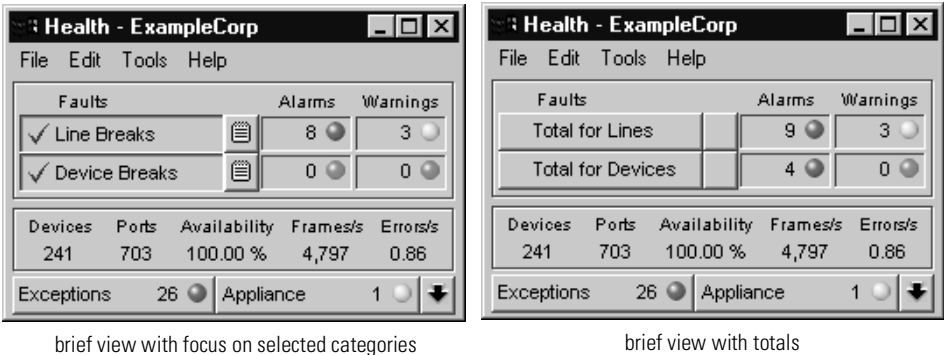 Health - ExampleCorp
File Edit Tools Help
Faults Alarms Warnings
Line Breaks 8 3
Device Breaks 0 0
Devices Ports Availability Frames/s Errors/s
241 703 100.00 % 4,797 0.86
Exceptions 26 Appliance 1
brief view with focus on selected categories
Health - ExampleCorp
File Edit Tools Help
Faults Alarms Warnings
Total for Lines 9 3
Total for Devices 4 0
Devices Ports Availability Frames/s Errors/s
241 703 100.00 % 4,797 0.86
Exceptions 26 Appliance 1
brief view with totals